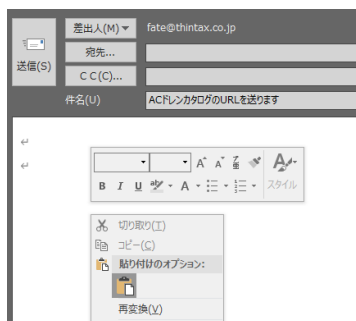 差出人(M) fate@thintax.co.jp
宛先...
送信(S)
C C(C)...
件名(U) ACドレンカタログのURLを送ります
A A A
亜
B I U aly A スタイル
切り取り(T)
コピー(C)
貼り付けのオプション:
再変換(V)